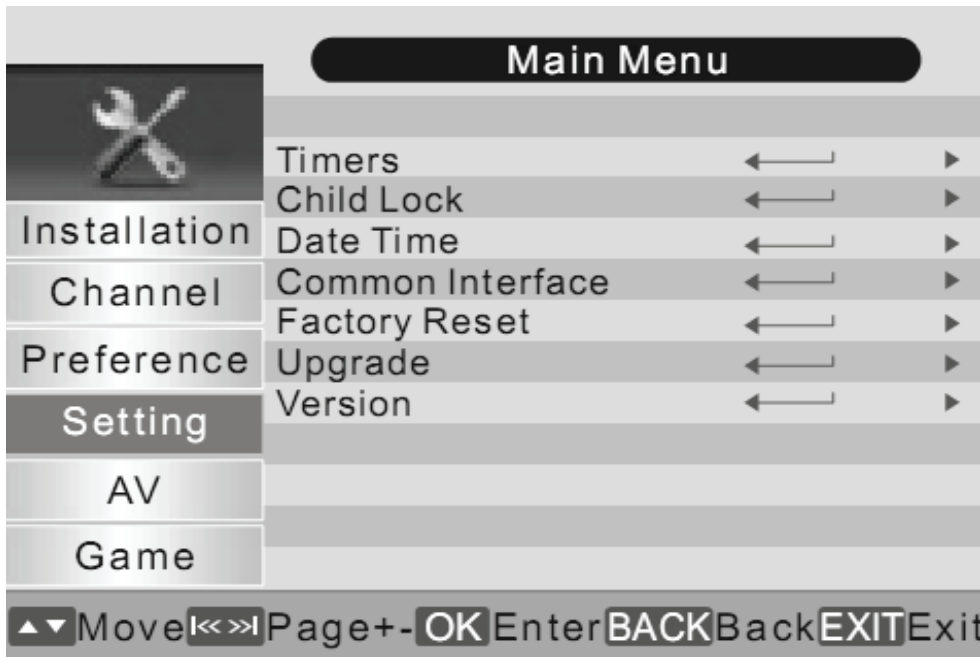 Main Menu
Installation
Channel
Preference
Setting
AV
Game
Timers
Child Lock
Date Time
Common Interface
Factory Reset
Upgrade
Version
Move Page+- OK Enter BACK Back EXIT Exit